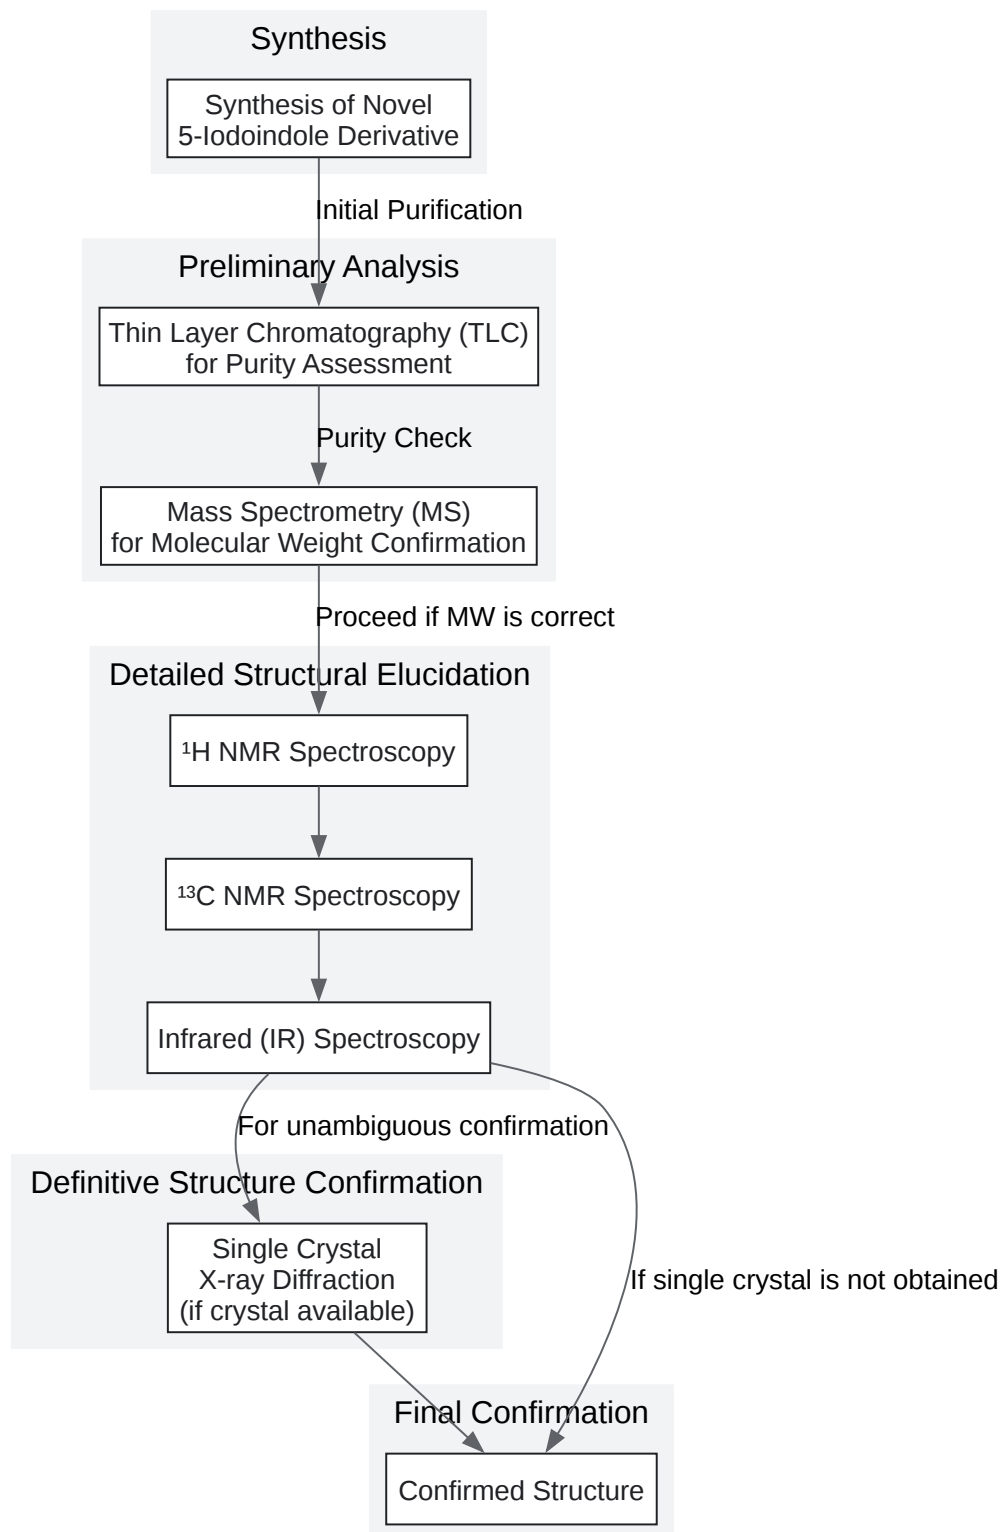 Synthesis
Synthesis of Novel
5-Iodoindole Derivative
Initial Purification
Preliminary Analysis
Thin Layer Chromatography (TLC)
for Purity Assessment
Purity Check
Mass Spectrometry (MS)
for Molecular Weight Confirmation
Proceed if MW is correct
Detailed Structural Elucidation
¹H NMR Spectroscopy
¹³C NMR Spectroscopy
Infrared (IR) Spectroscopy
For unambiguous confirmation
Definitive Structure Confirmation
Single Crystal
X-ray Diffraction
(if crystal available)
If single crystal is not obtained
Final Confirmation
Confirmed Structure